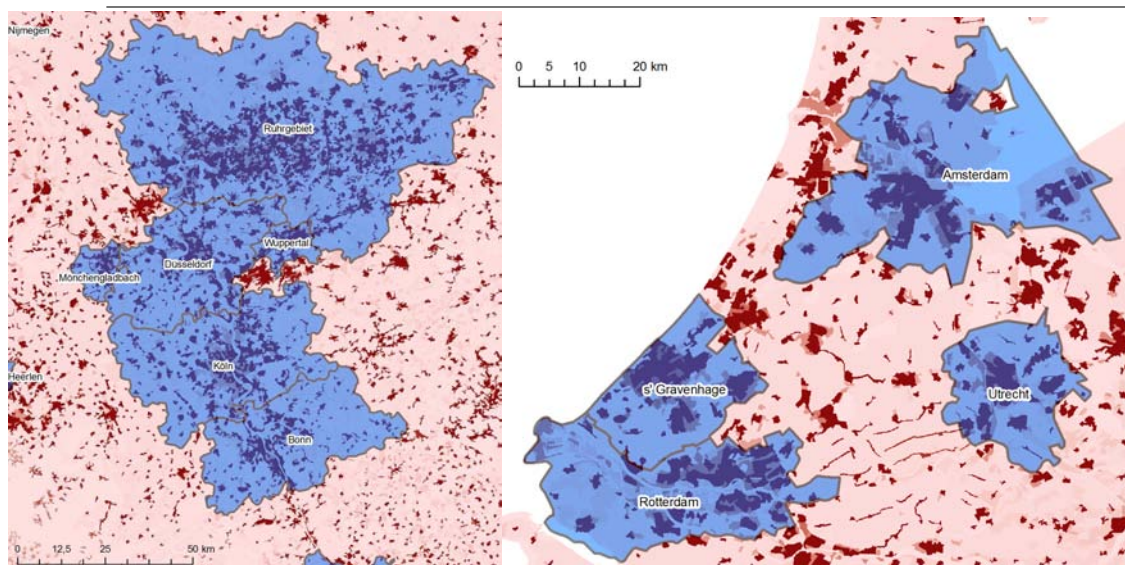 Nijmegen
Ruhrgebiet
Wuppertal
Düsseldorf
Mönchengladbach
Köln
Heerlen
Bonn
0 12,5 25 50 km
0 5 10 20 km
Amsterdam
s' Gravenhage
Utrecht
Rotterdam